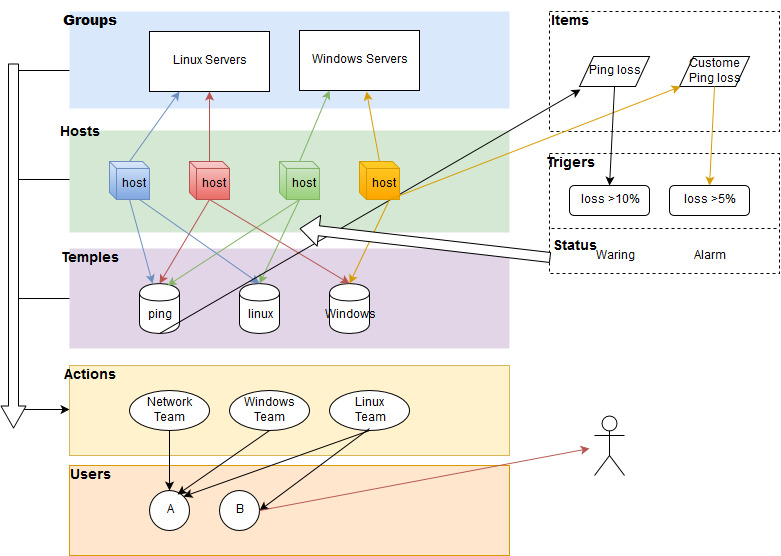 Groups
Linux Servers
Windows Servers
Hosts
host
host
host
host
Temples
ping
linux
Windows
Actions
Network
Team
Windows
Team
Linux
Team
Users
A
B
Items
Ping loss
Custome
Ping loss
Trigers
loss >10%
loss >5%
Status
Waring
Alarm